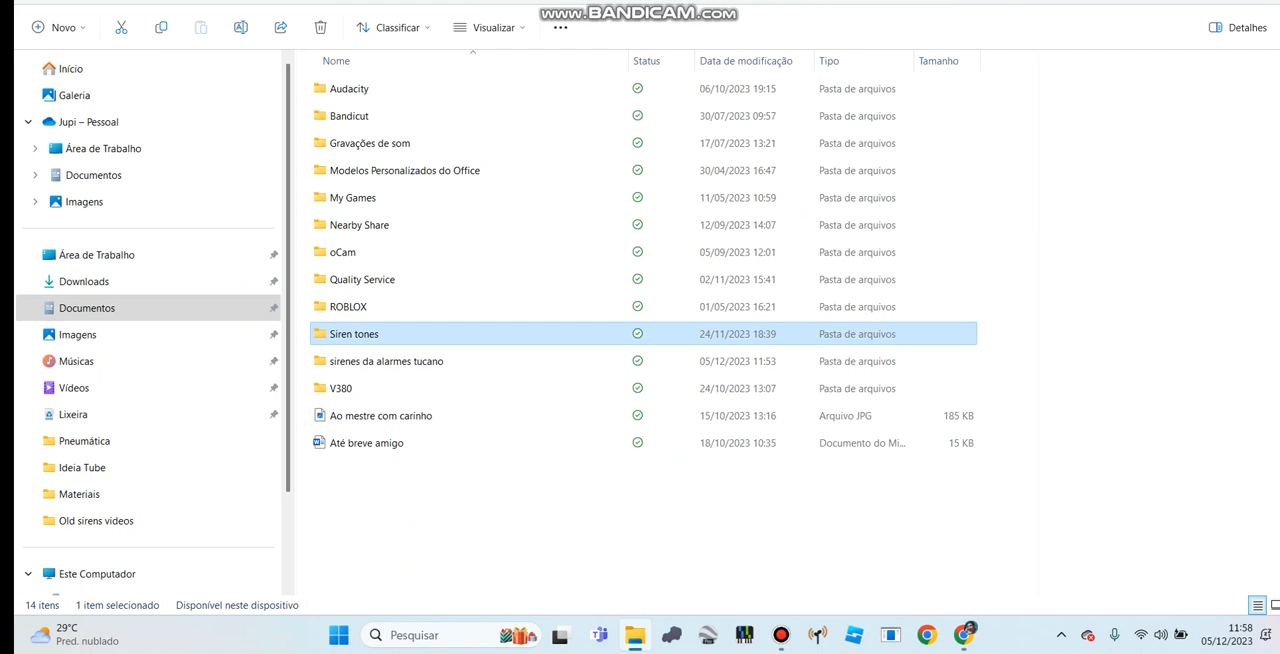 www.BANDICAM.com
Novo
Classificar
Visualizar
Detalhes
Início
Galeria
Jupi – Pessoal
Área de Trabalho
Documentos
Imagens
Área de Trabalho
Downloads
Documentos
Imagens
Músicas
Vídeos
Lixeira
Pneumática
Ideia Tube
Materiais
Old sirens videos
Este Computador
Nome Status Data de modificação Tipo Tamanho
Audacity 06/10/2023 19:15 Pasta de arquivos
Bandicut 30/07/2023 09:57 Pasta de arquivos
Gravações de som 17/07/2023 13:21 Pasta de arquivos
Modelos Personalizados do Office 30/04/2023 16:47 Pasta de arquivos
My Games 11/05/2023 10:59 Pasta de arquivos
Nearby Share 12/09/2023 14:07 Pasta de arquivos
oCam 05/09/2023 12:01 Pasta de arquivos
Quality Service 02/11/2023 15:41 Pasta de arquivos
ROBLOX 01/05/2023 16:21 Pasta de arquivos
Siren tones 24/11/2023 18:39 Pasta de arquivos
sirenes da alarmes tucano 05/12/2023 11:53 Pasta de arquivos
V380 24/10/2023 13:07 Pasta de arquivos
Ao mestre com carinho 15/10/2023 13:16 Arquivo JPG 185 KB
Até breve amigo 18/10/2023 10:35 Documento do Mi... 15 KB
14 itens 1 item selecionado Disponível neste dispositivo
29°C
Pred. nublado
Pesquisar
11:58
05/12/2023